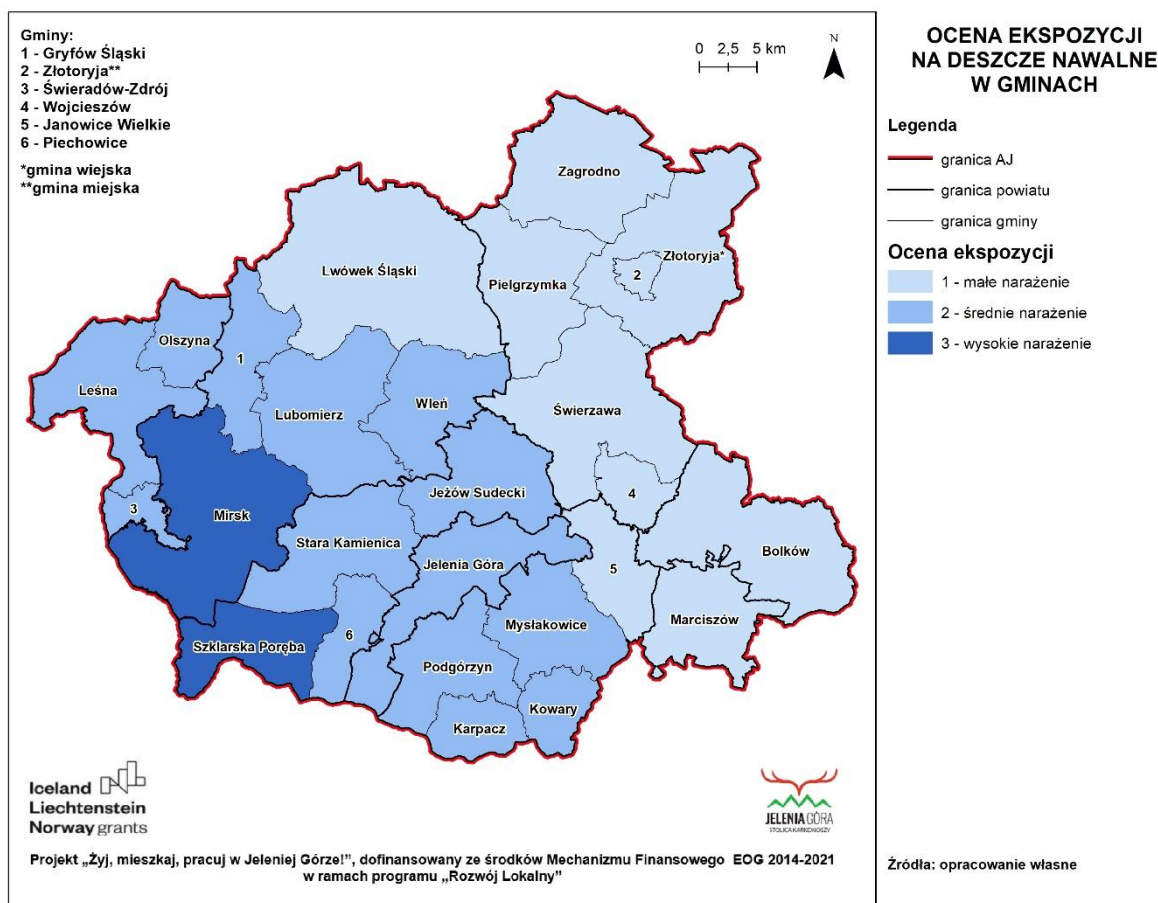 Gminy:
1 - Gryfów Śląski
2 - Złotoryja**
3 - Świeradów-Zdrój
4 - Wojcieszów
5 - Janowice Wielkie
6 - Piechowice
*gmina wiejska
**gmina miejska
0 2,5 5 km
N
OCENA EKSPOZYCJI
NA DESZCZE NAWALNE
W GMINACH
Legenda
granica AJ
granica powiatu
granica gminy
Ocena ekspozycji
1 - małe narażenie
2 - średnie narażenie
3 - wysokie narażenie
Zagrodno
Złotoryja*
2
Pielgrzymka
Lwówek Śląski
Olszyna
1
Leśna
Lubomierz
Wleń
Świerzawa
4
Jeżów Sudecki
Mirsk
3
Stara Kamienica
Jelenia Góra
5
Bolków
Marciszów
Mysłakowice
6
Szklarska Poręba
Podgórzyn
Kowary
Karpacz
Iceland
Liechtenstein
Norway grants
JELENIA GÓRA
STOLICA KARKONOSZY
Projekt „Żyj, mieszkaj, pracuj w Jeleniej Górze!”, dofinansowany ze środków Mechanizmu Finansowego EOG 2014-2021
w ramach programu „Rozwój Lokalny”
Źródła: opracowanie własne